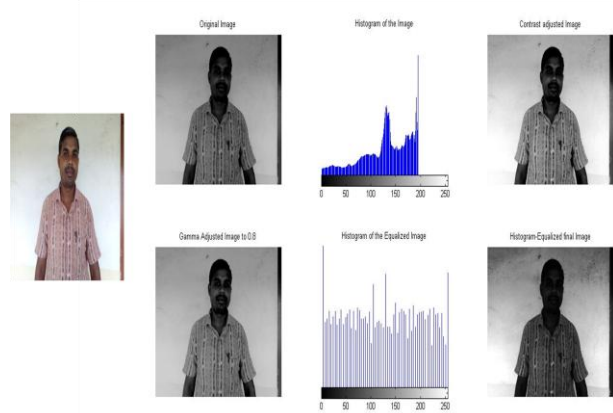 Original Image
Histogram of the Image
Contrast adjusted Image
0 50 100 150 200 250
Gamma Adjusted Image to 0.8
Histogram of the Equalized Image
Histogram-Equalized final Image
0 50 100 150 200 250